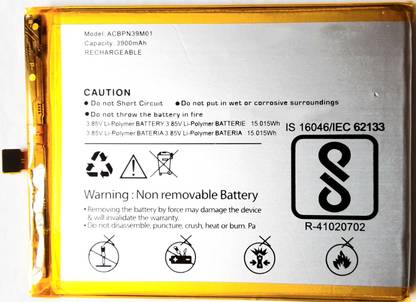 Model: ACBPN39M01
Capacity: 3900mAh
RECHARGEABLE
CAUTION
● Do not Short Circuit ● Do not put in wet or corrosive surroundings
● Do not throw the battery in fire
3.85V Li-Polymer BATTERY 3.85V Li-Polymer BATTERIE 15.015Wh
3.85V Li-Polymer BATERIA 3.85V Li-Polymer BATERIA 15.015Wh
IS 16046/IEC 62133
Warning : Non removable Battery
• Removing the battery by force may damage the battery
& will cause injuries.
• Do not disassemble, puncture, crush, heat or burn. Pa
R-41020702